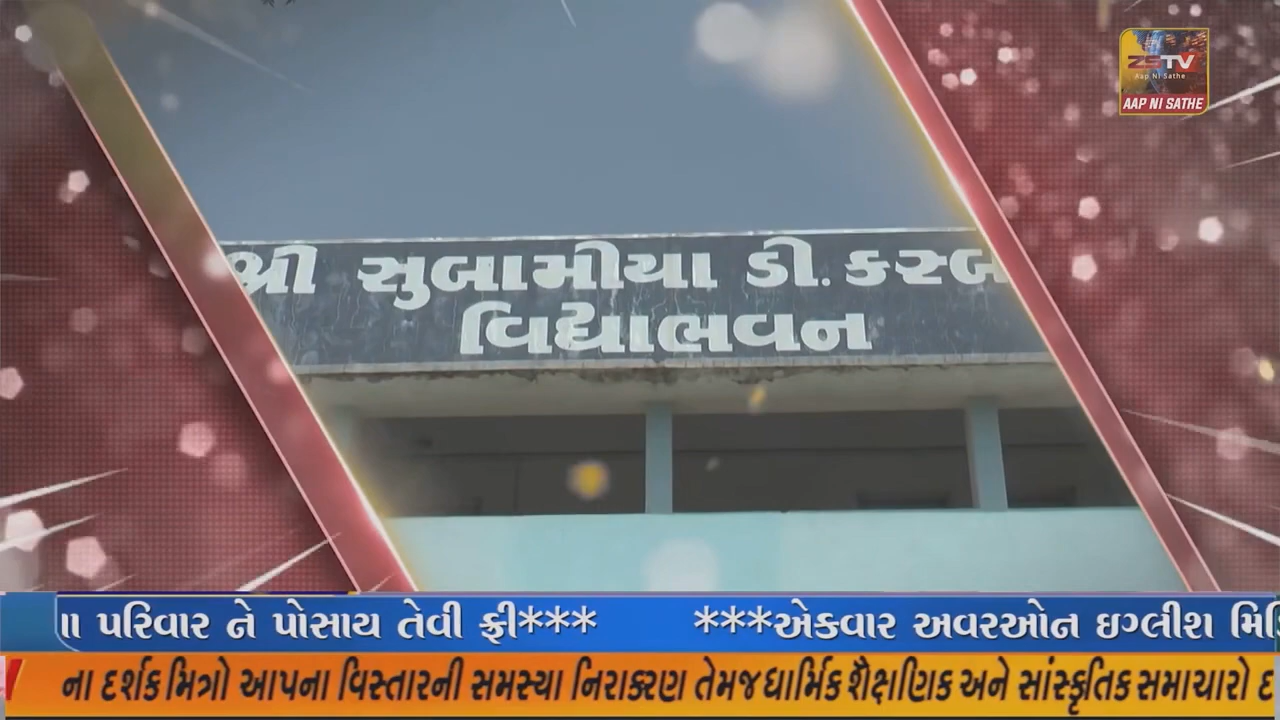 ZSTV
Aap Ni Sathe
AAP NI SATHE
શ્રી સુબામીયા ડી. કરબ
વિદ્યાભવન
પરિવાર ને પોસાય તેવી ફ્રી*** ***એકવાર અવરઓન ઇગ્લીશ
ના દર્શક મિત્રો આપના વિસ્તારની સમસ્યા નિરાકરણ તેમજ ધાર્મિક શૈક્ષણિક અને સાંસ્કૃતિક સમાચારો